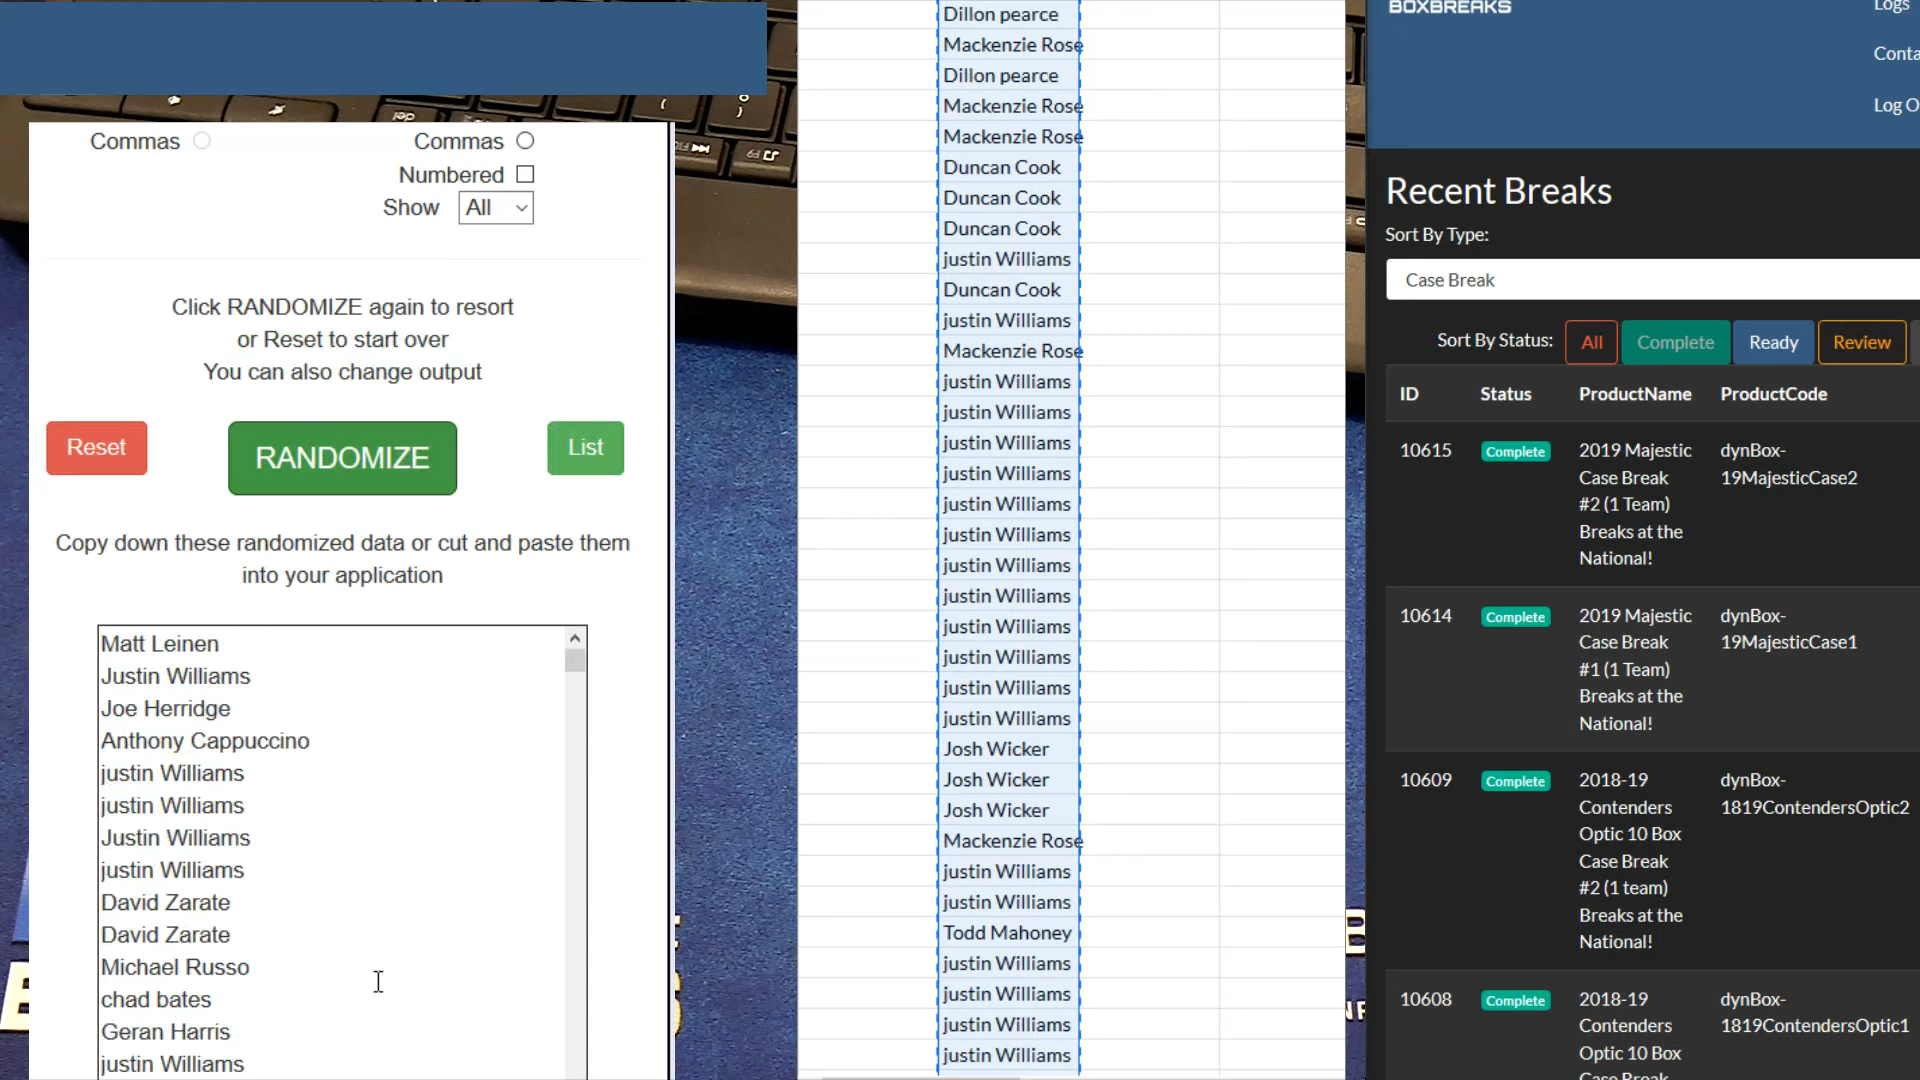 Commas
Commas
Numbered
Show All
Click RANDOMIZE again to resort
or Reset to start over
You can also change output
Reset
RANDOMIZE
List
Copy down these randomized data or cut and paste them
into your application
Matt Leinen
Justin Williams
Joe Herridge
Anthony Cappuccino
justin Williams
justin Williams
Justin Williams
justin Williams
David Zarate
David Zarate
Michael Russo
chad bates
Geran Harris
justin Williams
Dillon pearce
Mackenzie Rose
Dillon pearce
Mackenzie Rose
Mackenzie Rose
Duncan Cook
Duncan Cook
Duncan Cook
justin Williams
Duncan Cook
justin Williams
Mackenzie Rose
justin Williams
justin Williams
justin Williams
justin Williams
justin Williams
justin Williams
justin Williams
justin Williams
justin Williams
justin Williams
justin Williams
justin Williams
Josh Wicker
Josh Wicker
Josh Wicker
Mackenzie Rose
justin Williams
justin Williams
Todd Mahoney
justin Williams
justin Williams
justin Williams
justin Williams
BOXBREAKS
Logs
Conta
Log O
Recent Breaks
Sort By Type:
Case Break
Sort By Status: All Complete Ready Review
ID Status ProductName ProductCode
10615 Complete 2019 Majestic dynBox-
Case Break 19MajesticCase2
#2 (1 Team)
Breaks at the
National!
10614 Complete 2019 Majestic dynBox-
Case Break 19MajesticCase1
#1 (1 Team)
Breaks at the
National!
10609 Complete 2018-19 dynBox-
Contenders 1819ContendersOptic2
Optic 10 Box
Case Break
#2 (1 team)
Breaks at the
National!
10608 Complete 2018-19 dynBox-
Contenders 1819ContendersOptic1
Optic 10 Box
Case Break